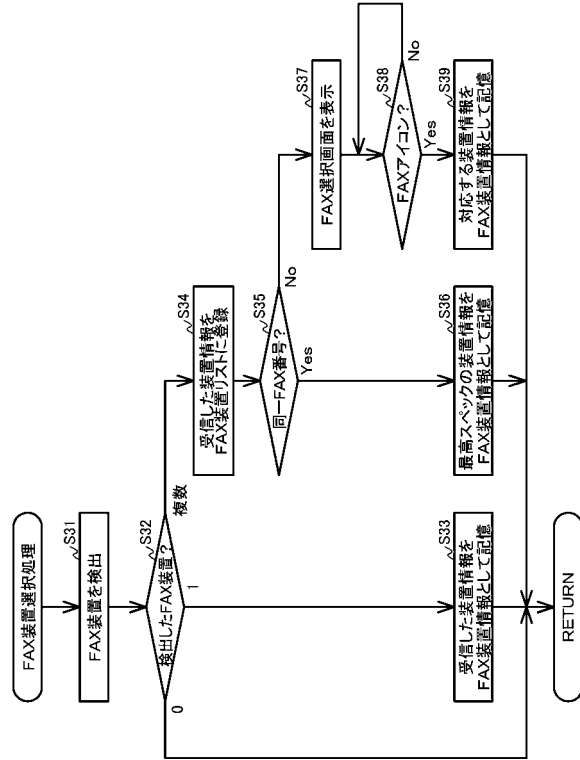 FAX装置選択処理
S31
FAX装置を検出
S32
検出したFAX装置？
0
1
複数
S33
受信した装置情報を
FAX装置情報として記憶
S34
受信した装置情報を
FAX装置リストに登録
S35
同一FAX番号？
Yes
No
S36
最高スペックの装置情報を
FAX装置情報として記憶
S37
FAX選択画面を表示
S38
FAXアイコン？
No
Yes
S39
対応する装置情報を
FAX装置情報として記憶
RETURN